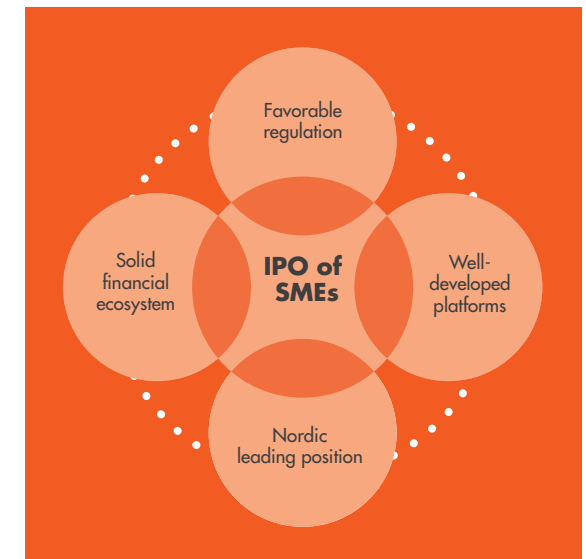 Favorable
regulation
Solid
financial
ecosystem
IPO of
SMEs
Well-
developed
platforms
Nordic
leading position